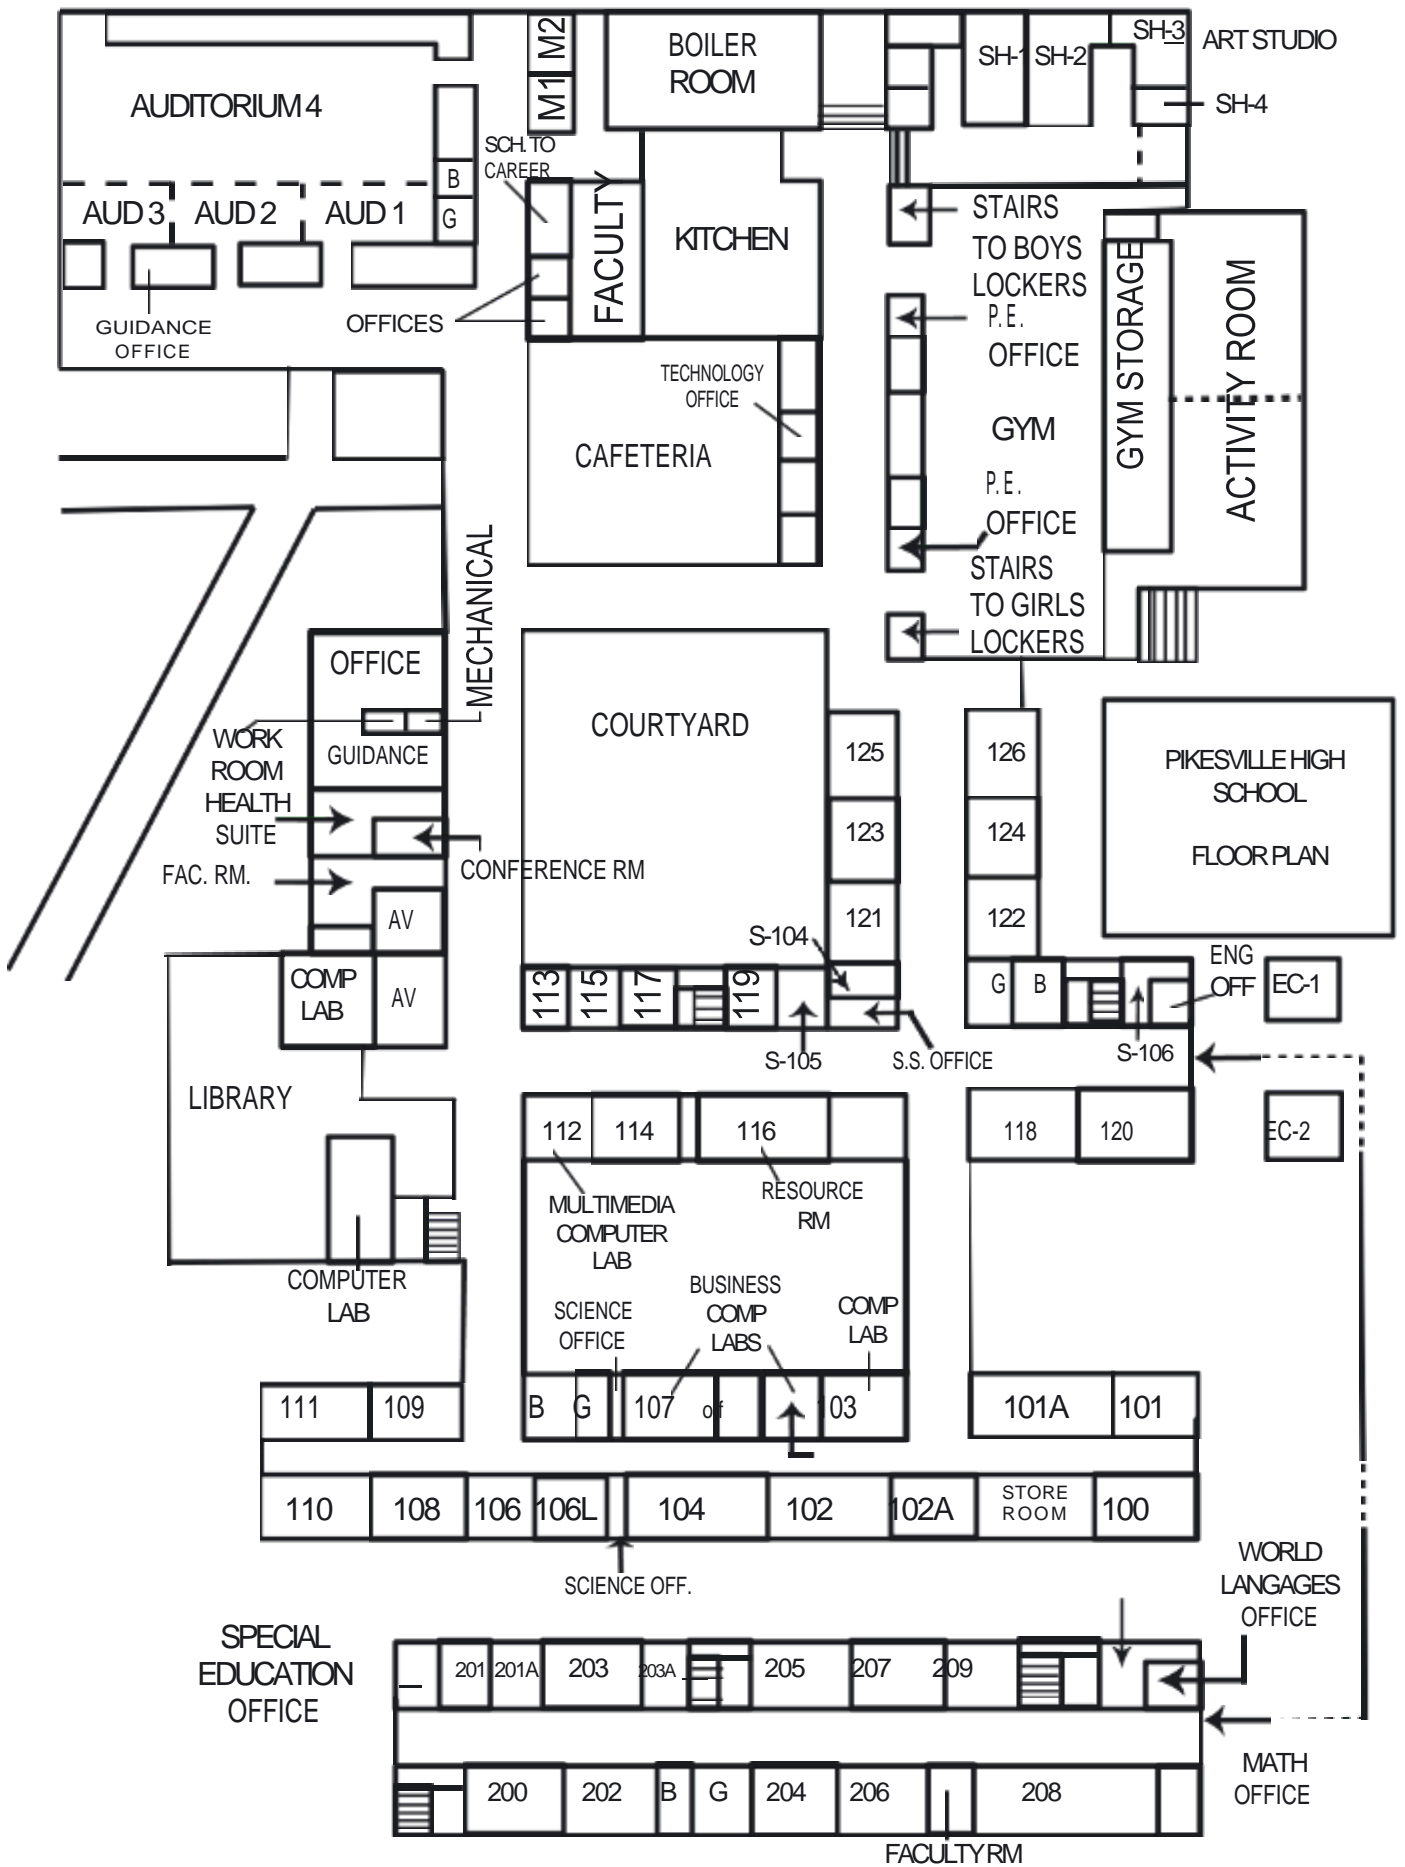 M2
BOILER
ROOM
SH-3
ART STUDIO
SH-1
SH-2
M1
AUDITORIUM 4
SH-4
SCH. TO
CAREER
B
AUD 3
AUD 2
AUD 1
G
FACULTY
KITCHEN
STAIRS
TO BOYS
LOCKERS
GUIDANCE
OFFICE
OFFICES
P.E.
OFFICE
GYM STORAGE
ACTIVITY ROOM
TECHNOLOGY
OFFICE
CAFETERIA
GYM
P.E.
OFFICE
MECHANICAL
STAIRS
TO GIRLS
LOCKERS
OFFICE
WORK
ROOM
GUIDANCE
HEALTH
SUITE
COURTYARD
125
126
PIKESVILLE HIGH
SCHOOL
FLOOR PLAN
123
124
FAC. RM.
CONFERENCE RM
AV
121
122
S-104
COMP
LAB
AV
113
115
117
119
G
B
ENG
OFF
EC-1
S-105
S.S. OFFICE
S-106
LIBRARY
112
114
116
118
120
EC-2
MULTIMEDIA
COMPUTER
LAB
RESOURCE
RM
COMPUTER
LAB
SCIENCE
OFFICE
BUSINESS
COMP
LABS
COMP
LAB
111
109
B
G
107
off
103
101A
101
110
108
106
106L
104
102
102A
STORE
ROOM
100
SCIENCE OFF.
WORLD
LANGAGES
OFFICE
SPECIAL
EDUCATION
OFFICE
201
201A
203
203A
205
207
209
MATH
OFFICE
200
202
B
G
204
206
208
FACULTY RM